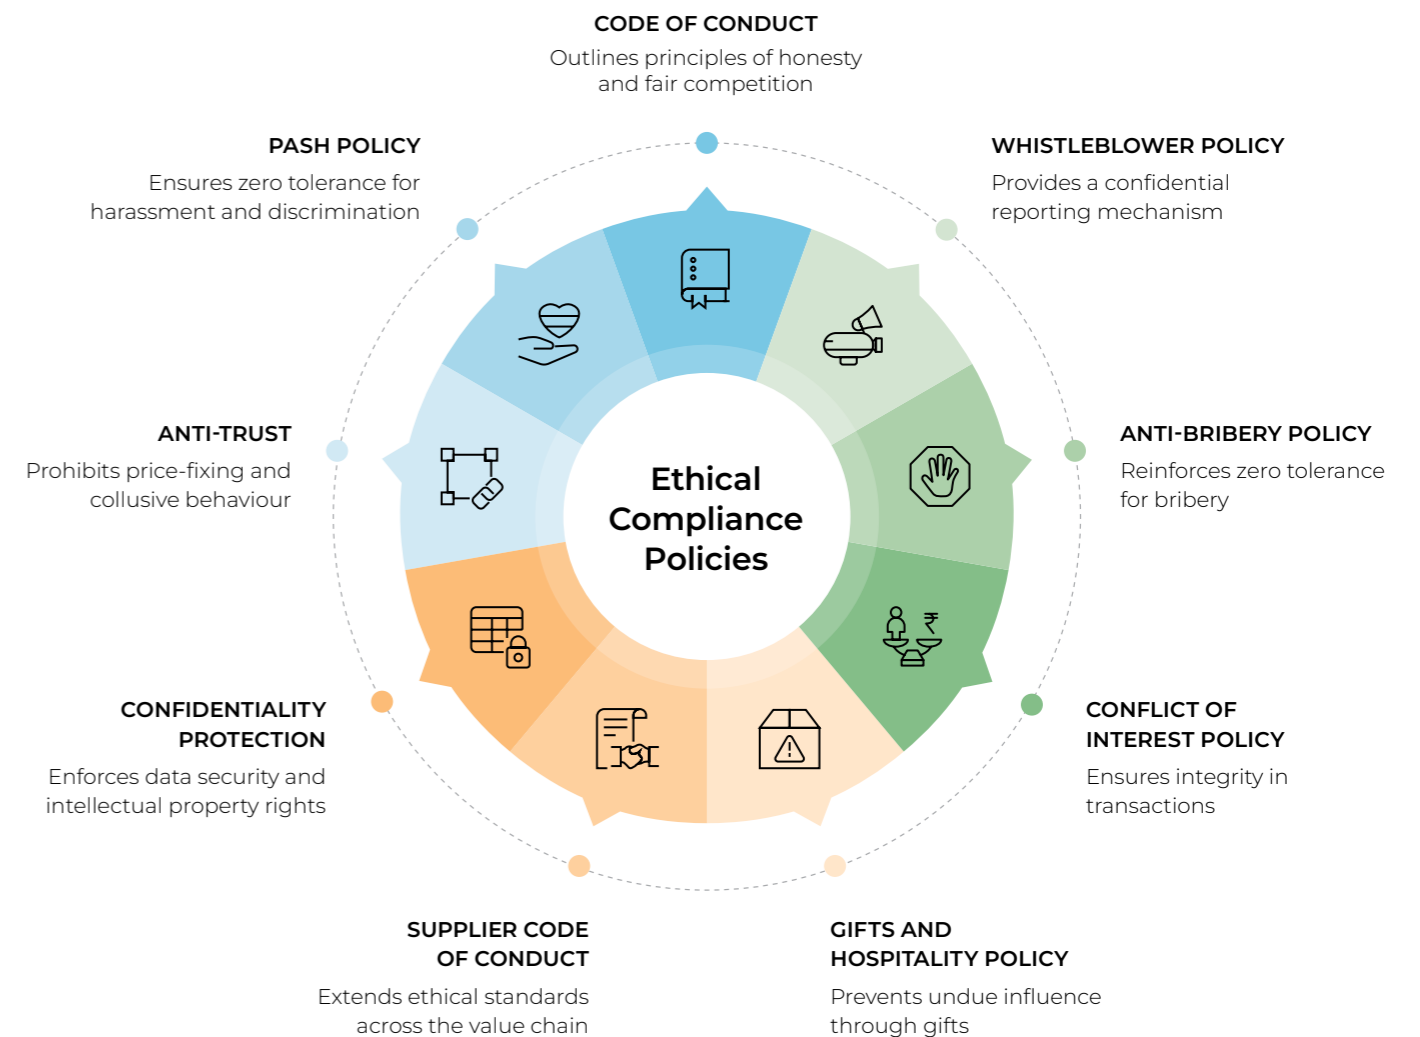 CODE OF CONDUCT
Outlines principles of honesty
and fair competition
WHISTLEBLOWER POLICY
Provides a confidential
reporting mechanism
ANTI-BRIBERY POLICY
Reinforces zero tolerance
for bribery
CONFLICT OF
INTEREST POLICY
Ensures integrity in
transactions
GIFTS AND
HOSPITALITY POLICY
Prevents undue influence
through gifts
SUPPLIER CODE
OF CONDUCT
Extends ethical standards
across the value chain
CONFIDENTIALITY
PROTECTION
Enforces data security and
intellectual property rights
ANTI-TRUST
Prohibits price-fixing and
collusive behaviour
PASH POLICY
Ensures zero tolerance for
harassment and discrimination
Ethical
Compliance
Policies
₹